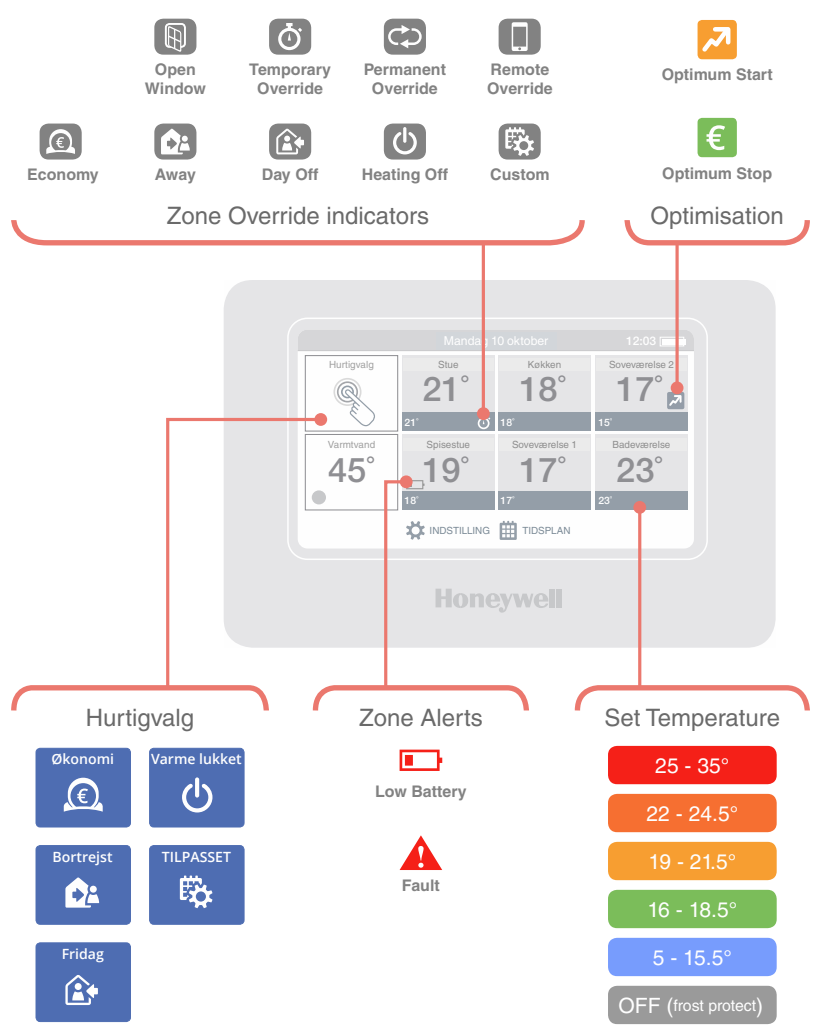 Open
Window
Temporary
Override
Permanent
Override
Remote
Override
Optimum Start
Economy
Away
Day Off
Heating Off
Custom
Optimum Stop
Zone Override indicators
Optimisation
Mandag 10 oktober
12:03
Hurtigvalg
Stue
21°
21°
Køkken
18°
18°
Soveværelse 2
17°
15°
Varmtvand
45°
Spisestue
19°
18°
Soveværelse 1
17°
17°
Badeværelse
23°
23°
INDSTILLING
TIDSPLAN
Honeywell
Hurtigvalg
Økonomi
€
Varme lukket
Bortrejst
TILPASSET
Fridag
Zone Alerts
Low Battery
Fault
Set Temperature
25 - 35°
22 - 24.5°
19 - 21.5°
16 - 18.5°
5 - 15.5°
OFF (frost protect)